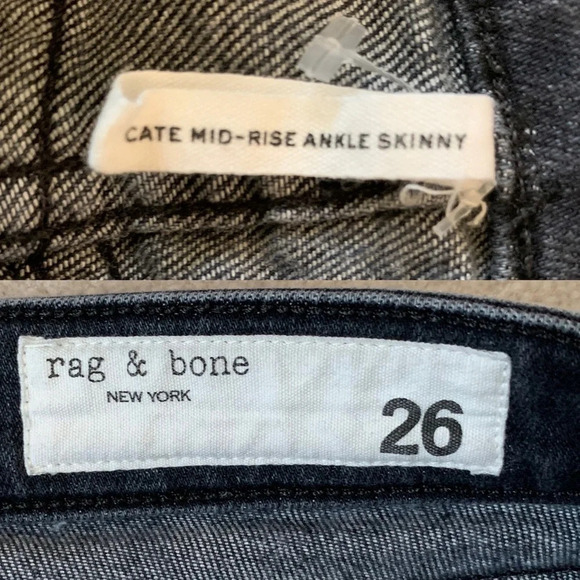 CATE MID-RISE ANKLE SKINNY
rag & bone
NEW YORK
26